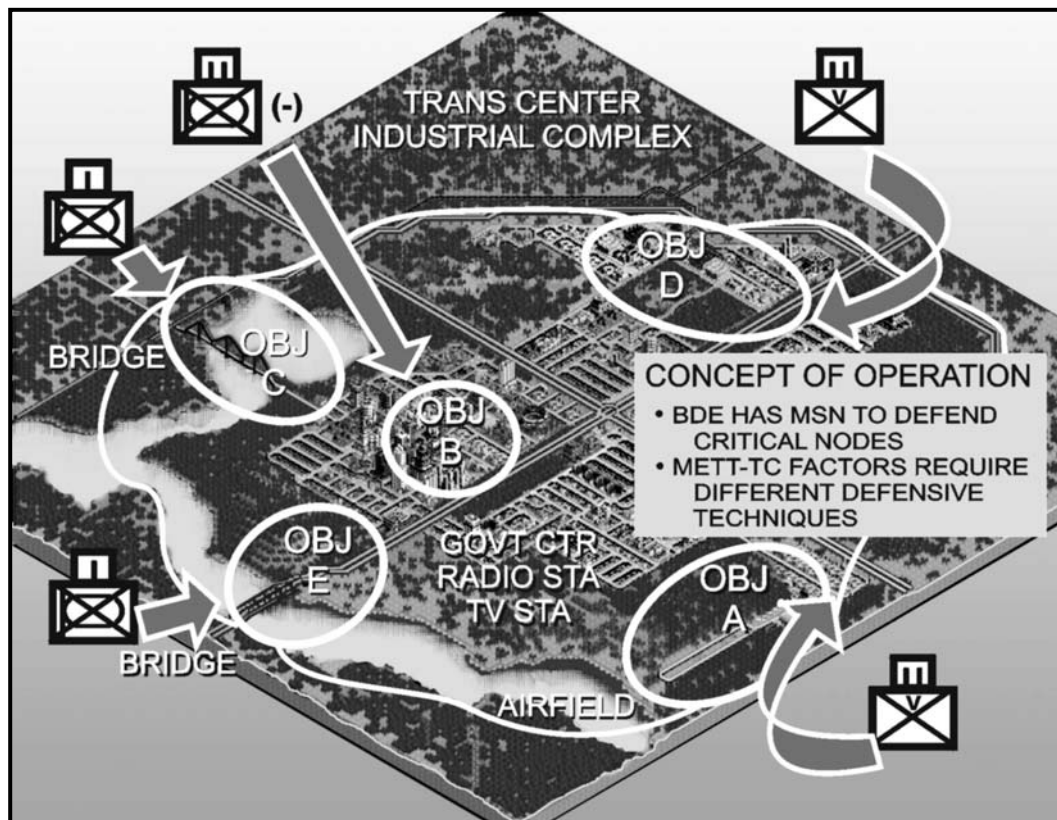 (-)
TRANS CENTER
INDUSTRIAL COMPLEX
V
OBJ
D
BRIDGE
OBJ
C
CONCEPT OF OPERATION
• BDE HAS MSN TO DEFEND
CRITICAL NODES
• METT-TC FACTORS REQUIRE
DIFFERENT DEFENSIVE
TECHNIQUES
OBJ
B
OBJ
E
GOVT CTR
RADIO STA
TV STA
OBJ
A
BRIDGE
AIRFIELD
V